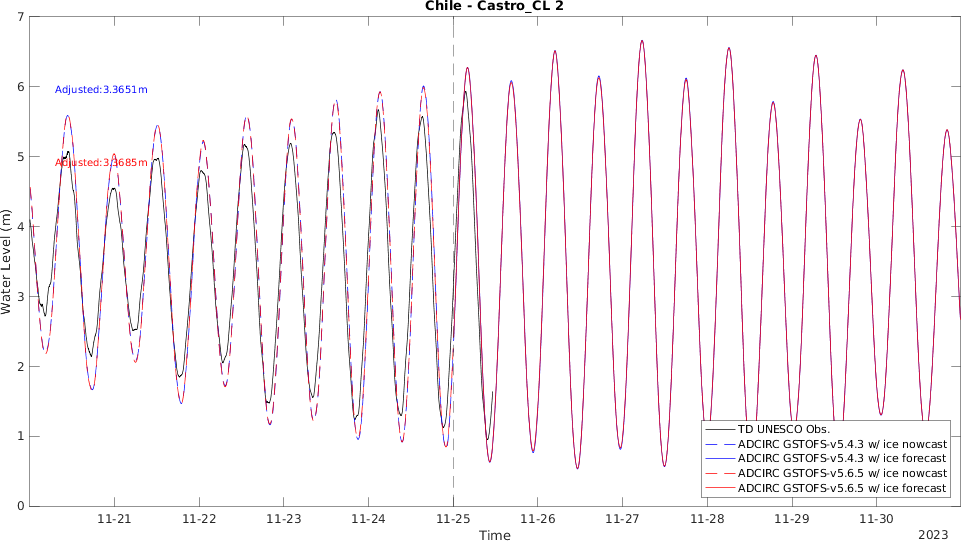 Chile - Castro_CL 2
7
6
5
4
3
2
1
0
Water Level (m)
Adjusted:3.3651m
Adjusted:3.3685m
TD UNESCO Obs.
ADCIRC GSTOFS-v5.4.3 w/ ice nowcast
ADCIRC GSTOFS-v5.4.3 w/ ice forecast
ADCIRC GSTOFS-v5.6.5 w/ ice nowcast
ADCIRC GSTOFS-v5.6.5 w/ ice forecast
11-21 11-22 11-23 11-24 11-25 11-26 11-27 11-28 11-29 11-30
Time
2023